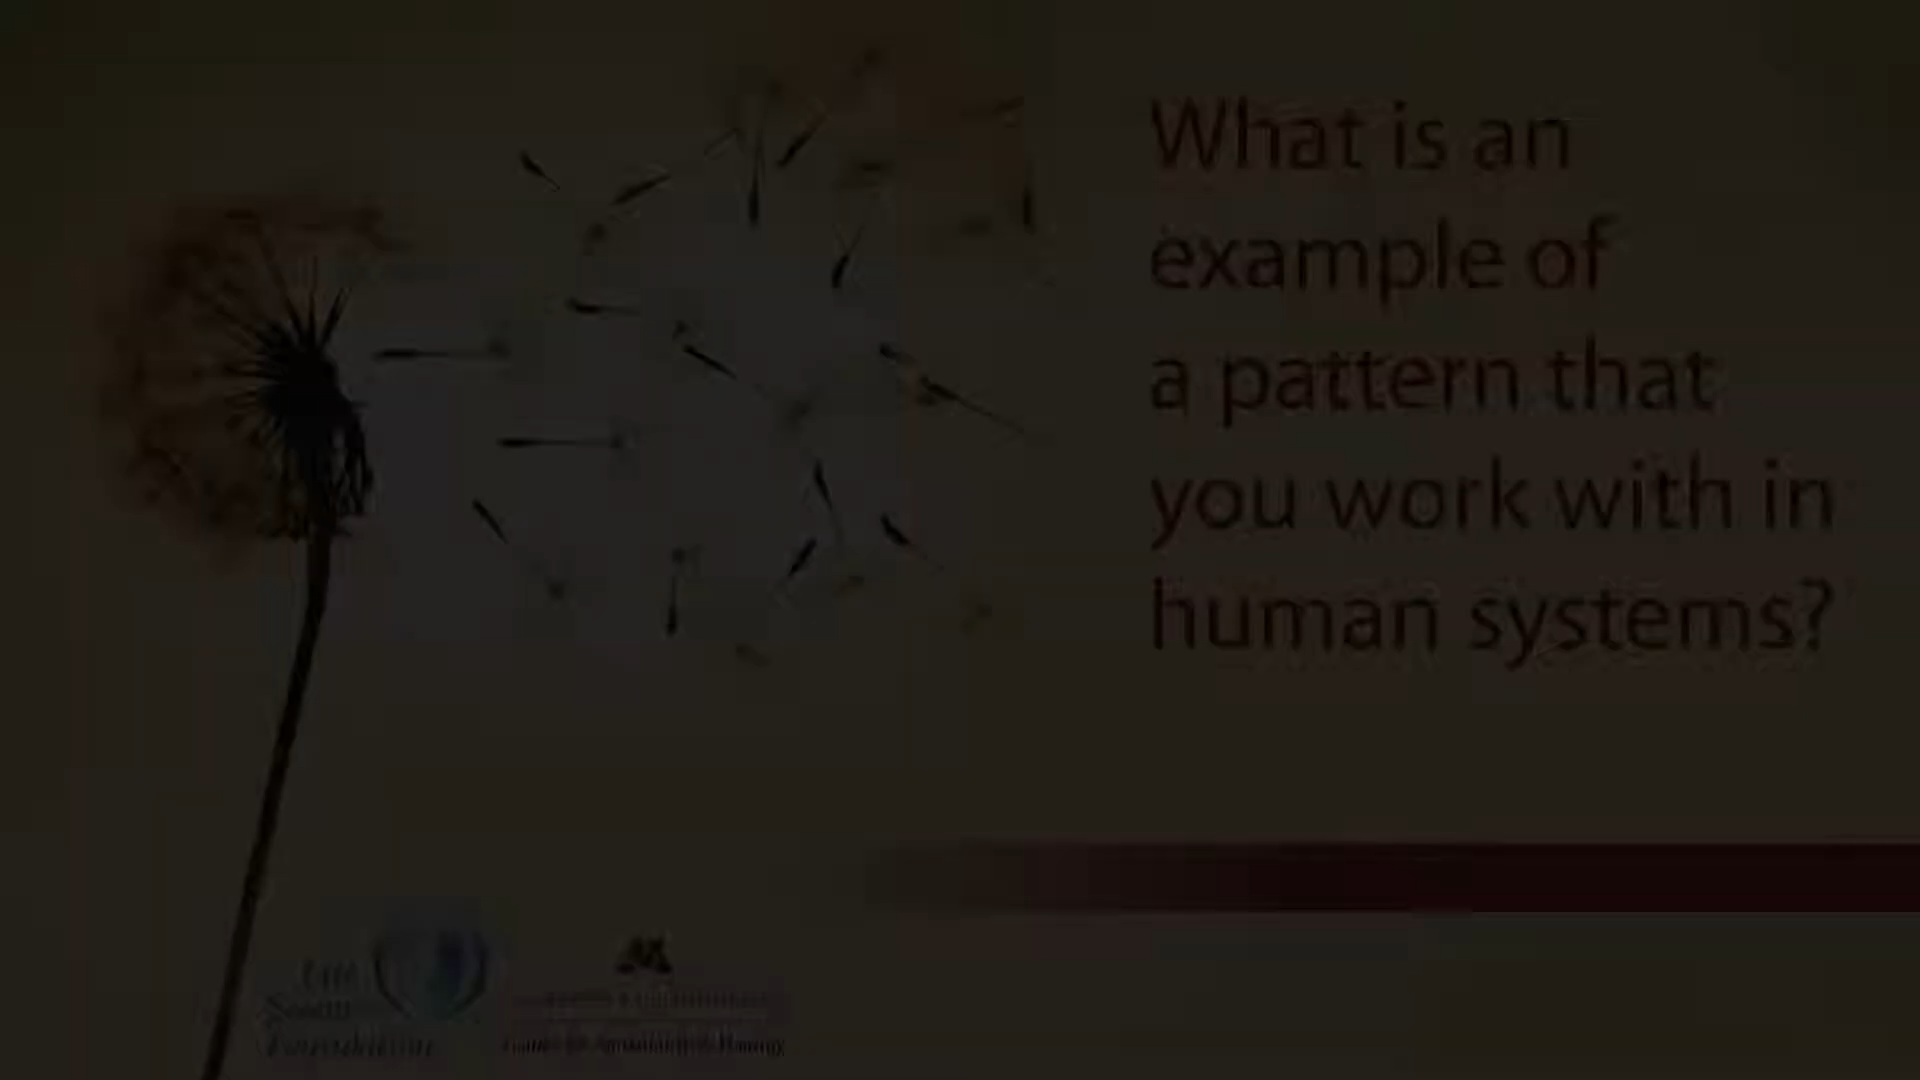 What is an
example of
a pattern that
you work with in
human systems?